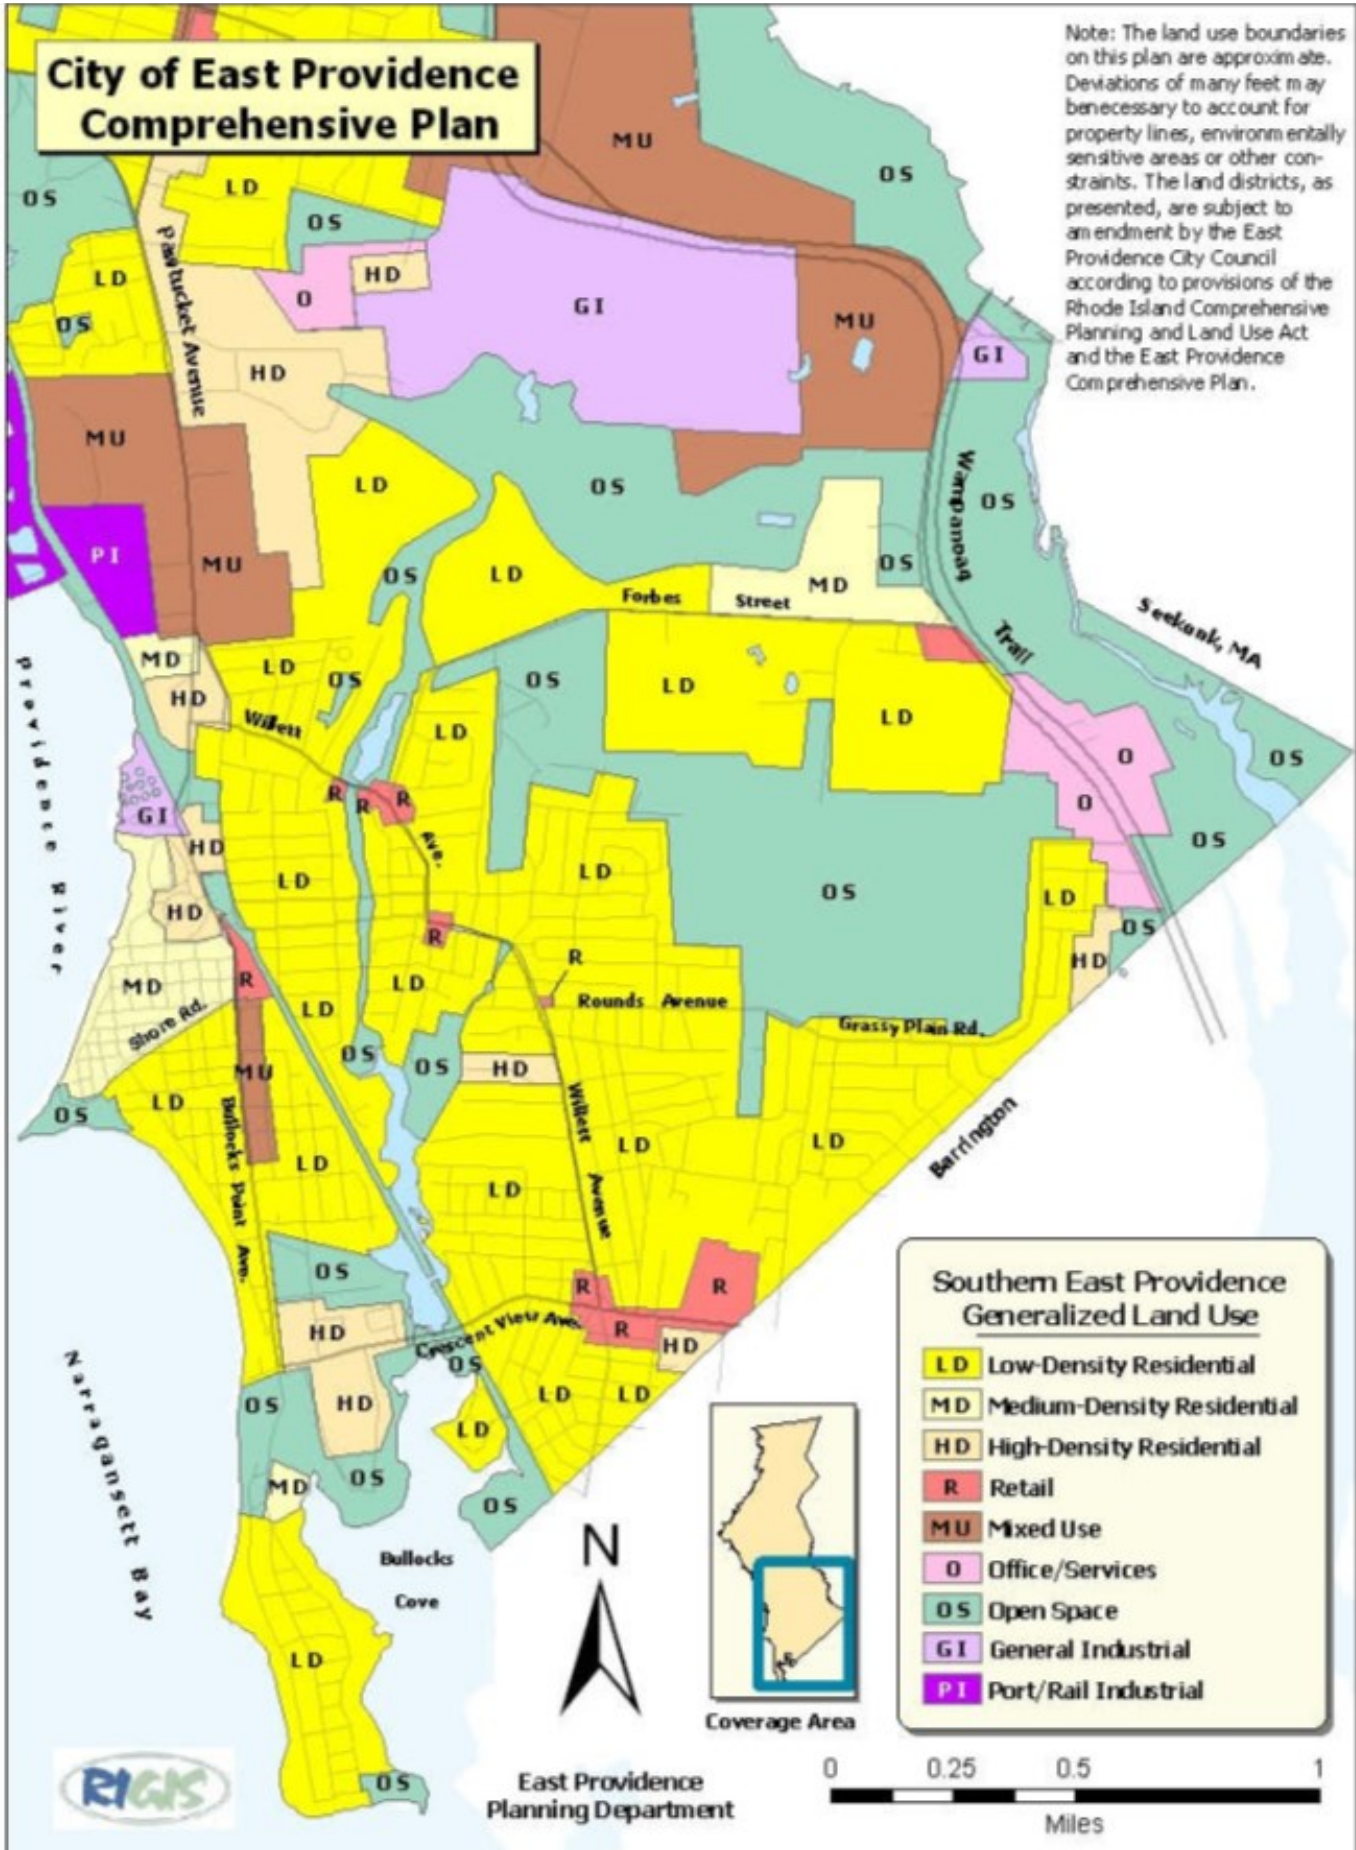 City of East Providence
Comprehensive Plan
Note: The land use boundaries
on this plan are approximate.
Deviations of many feet may
benecessary to account for
property lines, environmentally
sensitive areas or other con-
straints. The land districts, as
presented, are subject to
amendment by the East
Providence City Council
according to provisions of the
Rhode Island Comprehensive
Planning and Land Use Act
and the East Providence
Comprehensive Plan.
MU
OS
OS
LD
OS
Pawtucket Avenue
LD
HD
O
GI
OS
MU
GI
HD
MU
LD
OS
Wampanoag
Trail
OS
PI
MU
OS
LD
MD
OS
Forbes
Street
Seekonk, MA
MD
LD
OS
OS
LD
HD
LD
Willett
Ave.
LD
O
OS
R
R
R
O
GI
HD
LD
LD
OS
OS
LD
HD
R
OS
HD
Providence River
R
MD
R
LD
LD
Rounds Avenue
Grassy Plain Rd.
Shore Rd.
OS
OS
HD
MU
LD
OS
Bullocks Point Ave.
Willett Avenue
LD
LD
LD
LD
Barrington
OS
R
R
R
HD
Crescent View Ave.
HD
OS
LD
LD
OS
HD
LD
OS
MD
OS
Narragansett Bay
Bullocks
Cove
LD
OS
N
Coverage Area
Southern East Providence
Generalized Land Use
LD Low-Density Residential
MD Medium-Density Residential
HD High-Density Residential
R Retail
MU Mixed Use
O Office/Services
OS Open Space
GI General Industrial
PI Port/Rail Industrial
RIGIS
East Providence
Planning Department
0 0.25 0.5 1
Miles